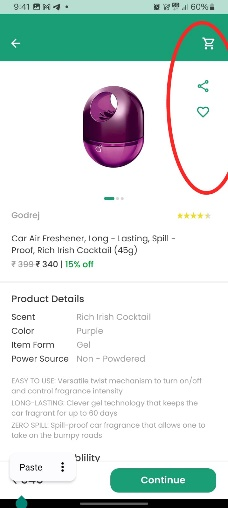 9:41
60%
Godrej
Car Air Freshener, Long - Lasting, Spill -
Proof, Rich Irish Cocktail (45g)
₹ 399 ₹ 340 | 15% off
Product Details
Scent Rich Irish Cocktail
Color Purple
Item Form Gel
Power Source Non - Powdered
EASY TO USE: Versatile twist mechanism to turn on/off
and control fragrance intensity
LONG-LASTING: Clever gel technology that keeps the
car fragrant for up to 60 days
ZERO SPILL: Spill-proof car fragrance that allows one to
take on the bumpy roads
Paste
Continue